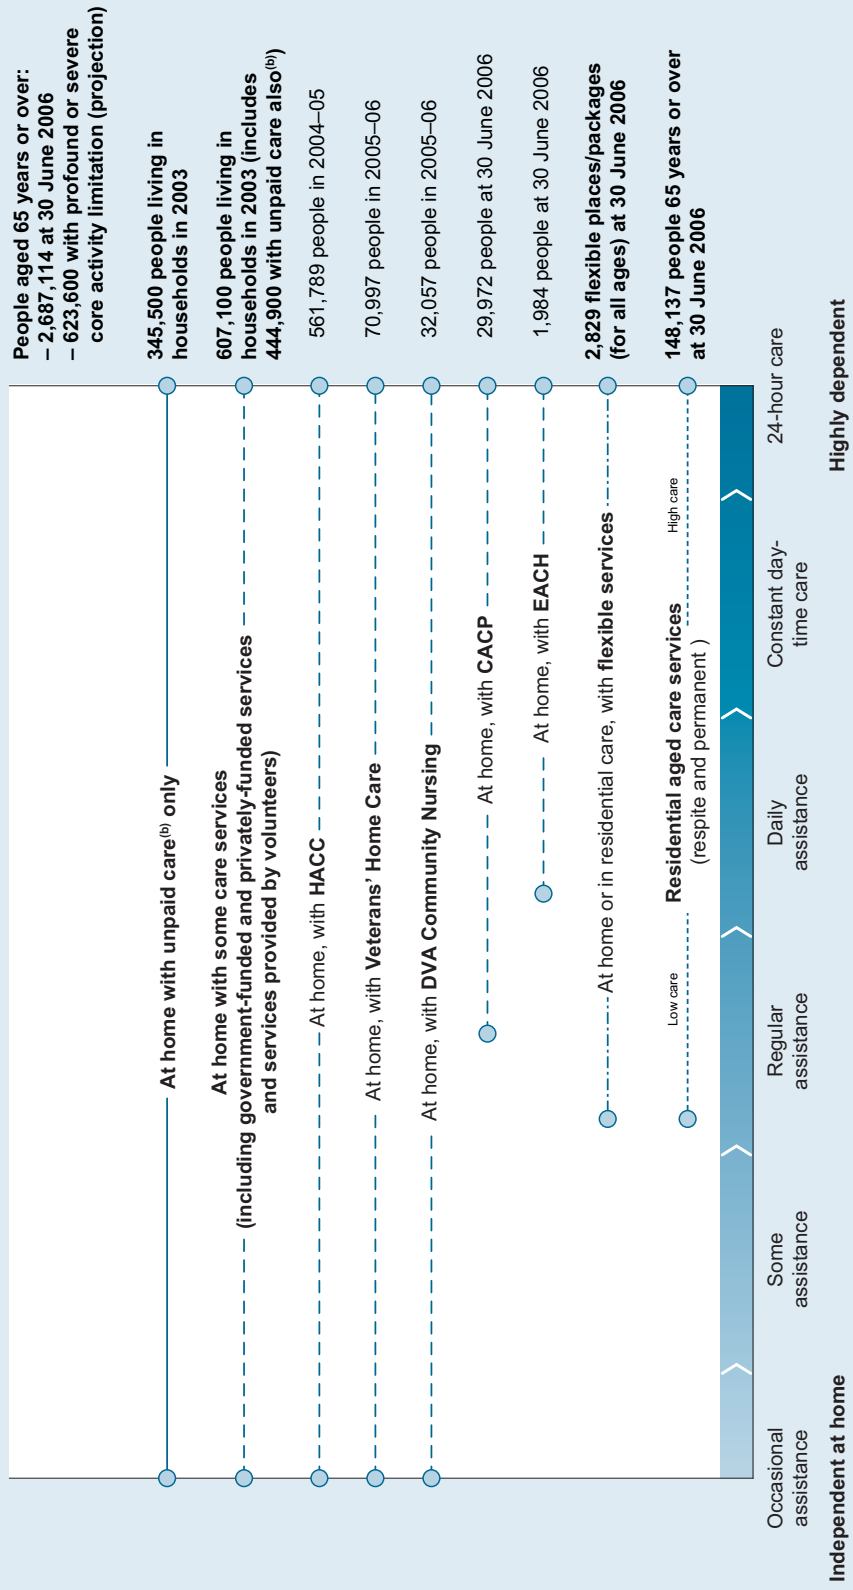 People aged 65 years or over:
– 2,687,114 at 30 June 2006
– 623,600 with profound or severe
core activity limitation (projection)
At home with unpaid care(b) only
345,500 people living in
households in 2003
At home with some care services
(including government-funded and privately-funded services
and services provided by volunteers)
607,100 people living in
households in 2003 (includes
444,900 with unpaid care also(b))
At home, with HACC
561,789 people in 2004–05
At home, with Veterans’ Home Care
70,997 people in 2005–06
At home, with DVA Community Nursing
32,057 people in 2005–06
At home, with CACP
29,972 people at 30 June 2006
At home, with EACH
1,984 people at 30 June 2006
At home or in residential care, with flexible services
2,829 flexible places/packages
(for all ages) at 30 June 2006
Low care
Residential aged care services
(respite and permanent )
High care
148,137 people 65 years or over
at 30 June 2006
Occasional
assistance
Some
assistance
Regular
assistance
Daily
assistance
Constant day-
time care
24-hour care
Independent at home
Highly dependent